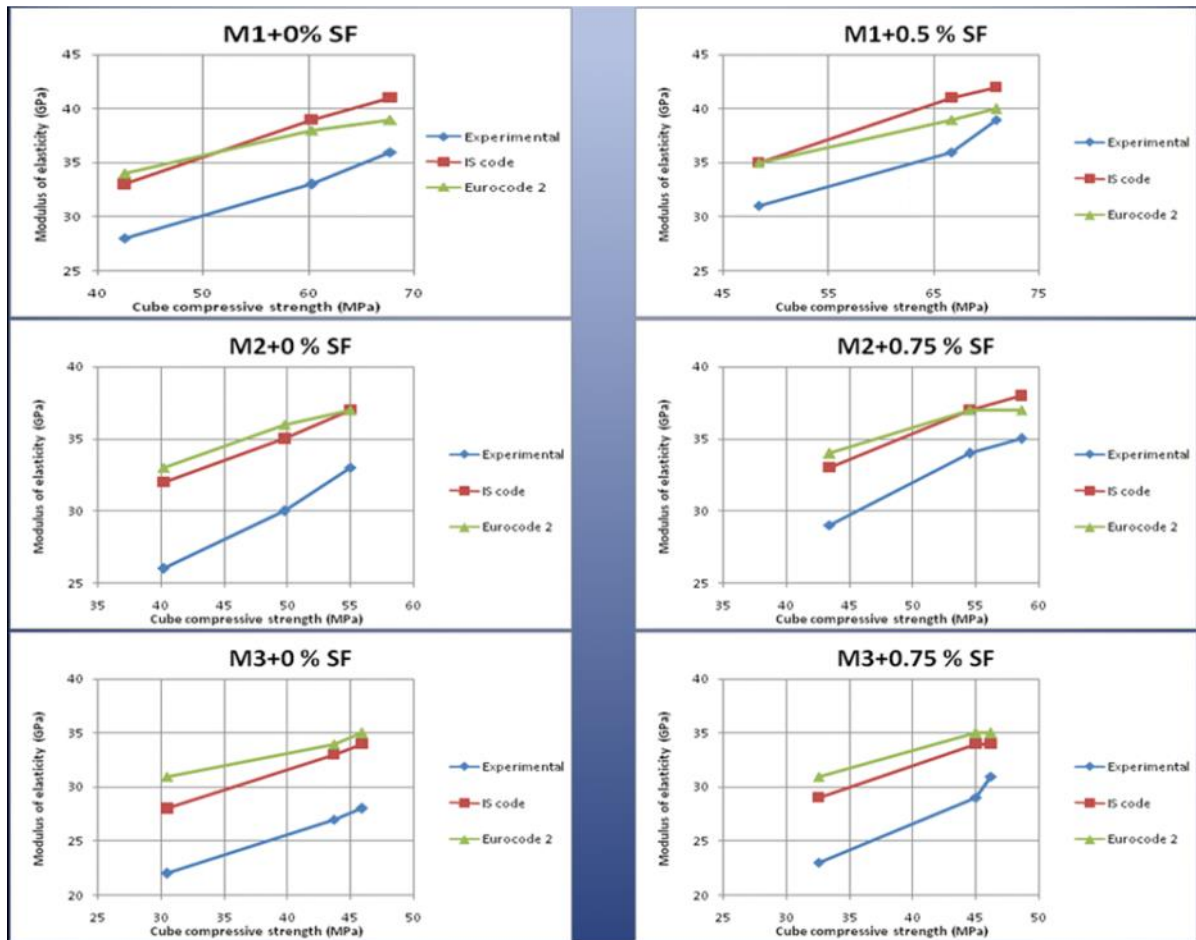 M1+0% SF
Modulus of elasticity (GPa)
45
40
35
30
25
40 50 60 70
Cube compressive strength (MPa)
Experimental
IS code
Eurocode 2
M1+0.5 % SF
Modulus of elasticity (GPa)
45
40
35
30
25
45 55 65 75
Cube compressive strength (MPa)
Experimental
IS code
Eurocode 2
M2+0 % SF
Modulus of elasticity (GPa)
40
35
30
25
35 40 45 50 55 60
Cube compressive strength (MPa)
Experimental
IS code
Eurocode 2
M2+0.75 % SF
Modulus of elasticity (GPa)
40
35
30
25
35 40 45 50 55 60
Cube compressive strength (MPa)
Experimental
IS code
Eurocode 2
M3+0 % SF
Modulus of elasticity (GPa)
40
35
30
25
20
25 30 35 40 45 50
Cube compressive strength (MPa)
Experimental
IS code
Eurocode 2
M3+0.75 % SF
Modulus of elasticity (GPa)
40
35
30
25
20
25 30 35 40 45 50
Cube compressive strength (MPa)
Experimental
IS code
Eurocode 2